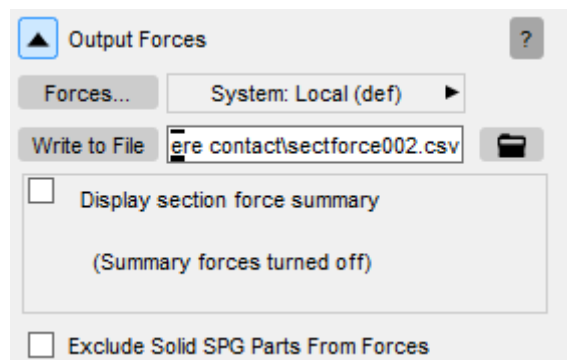 Output Forces ?
Forces... System: Local (def)
Write to File ere contact\sectforce002.csv
Display section force summary
(Summary forces turned off)
Exclude Solid SPG Parts From Forces